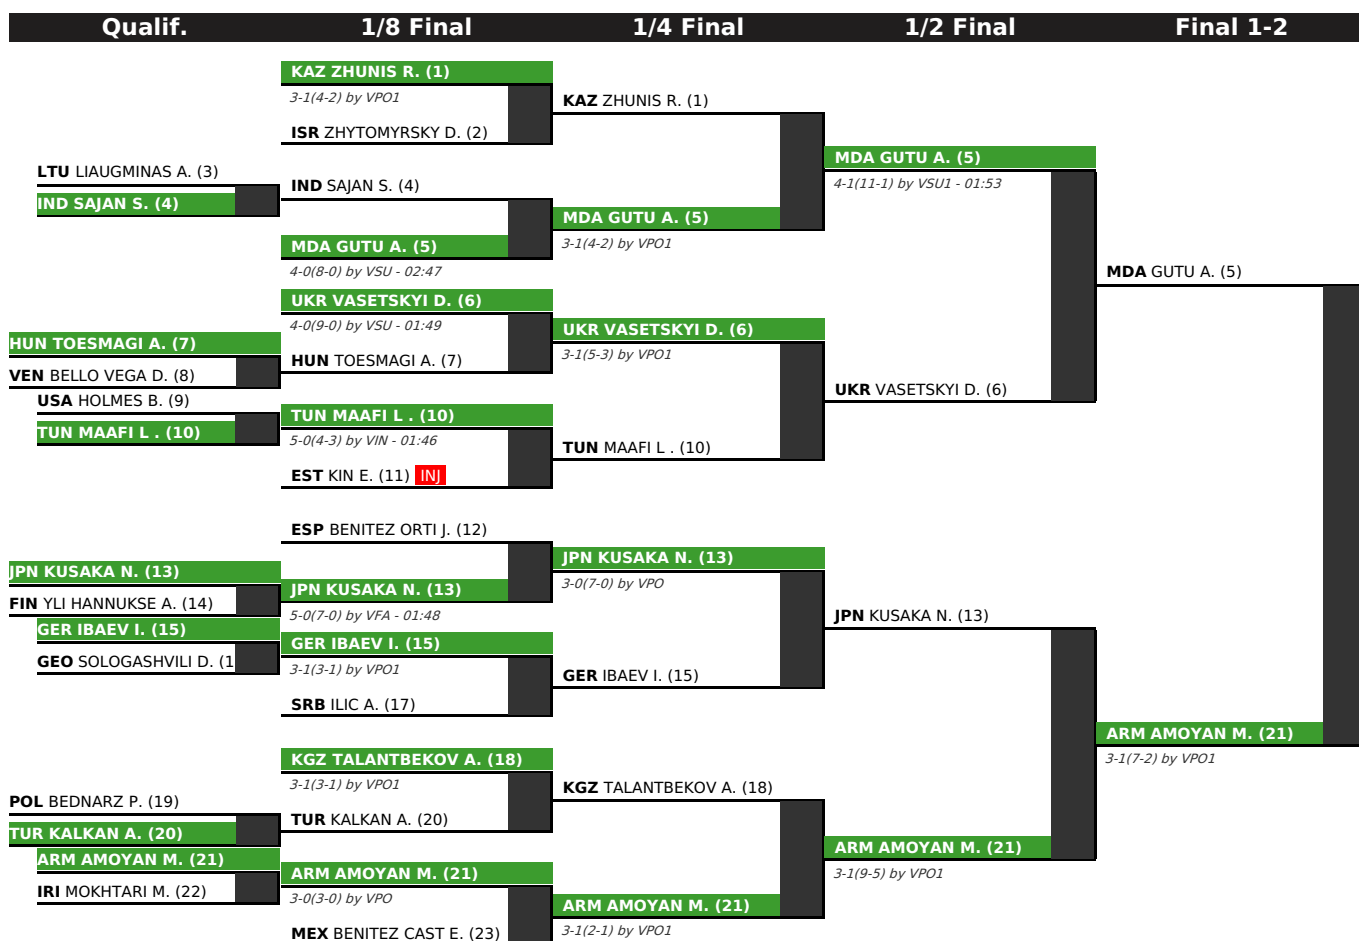 Qualif.
1/8 Final
1/4 Final
1/2 Final
Final 1-2
LTU LIAUGMINAS A. (3)
IND SAJAN S. (4)
HUN TOESMAGI A. (7)
VEN BELLO VEGA D. (8)
USA HOLMES B. (9)
TUN MAAFI L . (10)
JPN KUSAKA N. (13)
FIN YLI HANNUKSE A. (14)
GER IBAEV I. (15)
GEO SOLOGASHVILI D. (1
POL BEDNARZ P. (19)
TUR KALKAN A. (20)
ARM AMOYAN M. (21)
IRI MOKHTARI M. (22)
KAZ ZHUNIS R. (1)
3-1(4-2) by VPO1
ISR ZHYTOMYRSKY D. (2)
IND SAJAN S. (4)
MDA GUTU A. (5)
4-0(8-0) by VSU - 02:47
UKR VASETSKYI D. (6)
4-0(9-0) by VSU - 01:49
HUN TOESMAGI A. (7)
TUN MAAFI L . (10)
5-0(4-3) by VIN - 01:46
EST KIN E. (11) INJ
ESP BENITEZ ORTI J. (12)
JPN KUSAKA N. (13)
5-0(7-0) by VFA - 01:48
GER IBAEV I. (15)
3-1(3-1) by VPO1
SRB ILIC A. (17)
KGZ TALANTBEKOV A. (18)
3-1(3-1) by VPO1
TUR KALKAN A. (20)
ARM AMOYAN M. (21)
3-0(3-0) by VPO
MEX BENITEZ CAST E. (23)
KAZ ZHUNIS R. (1)
MDA GUTU A. (5)
3-1(4-2) by VPO1
UKR VASETSKYI D. (6)
3-1(5-3) by VPO1
TUN MAAFI L . (10)
JPN KUSAKA N. (13)
3-0(7-0) by VPO
GER IBAEV I. (15)
KGZ TALANTBEKOV A. (18)
ARM AMOYAN M. (21)
3-1(2-1) by VPO1
MDA GUTU A. (5)
4-1(11-1) by VSU1 - 01:53
UKR VASETSKYI D. (6)
JPN KUSAKA N. (13)
ARM AMOYAN M. (21)
3-1(9-5) by VPO1
MDA GUTU A. (5)
ARM AMOYAN M. (21)
3-1(7-2) by VPO1